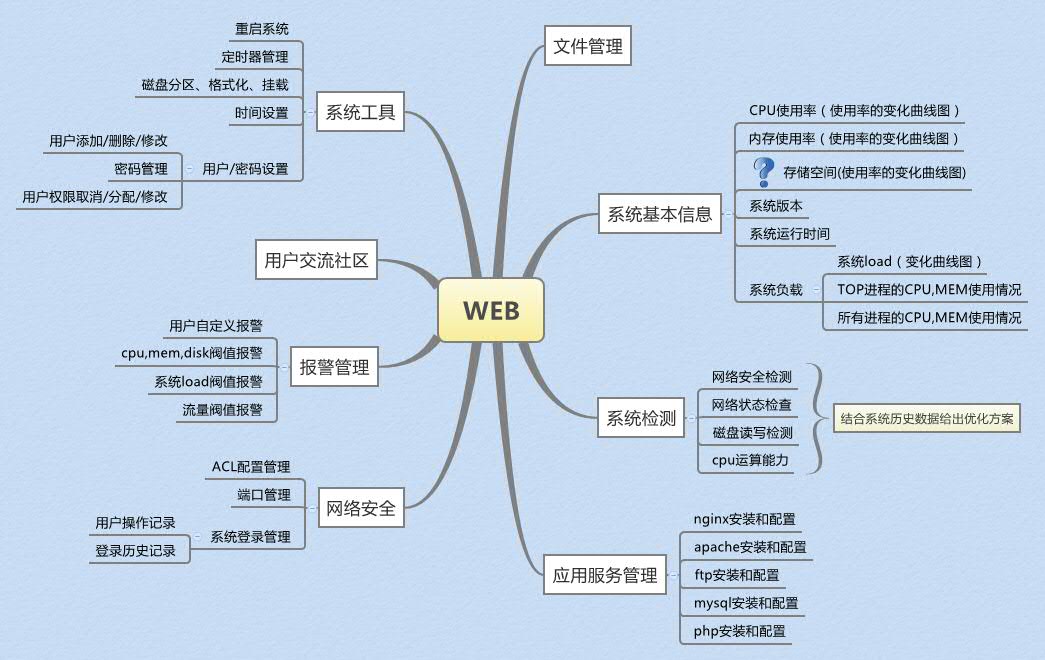 WEB
文件管理
系统基本信息
CPU使用率（使用率的变化曲线图）
内存使用率（使用率的变化曲线图）
存储空间(使用率的变化曲线图)
系统版本
系统运行时间
系统负载
系统load（变化曲线图）
TOP进程的CPU,MEM使用情况
所有进程的CPU,MEM使用情况
系统检测
网络安全检测
网络状态检查
磁盘读写检测
cpu运算能力
结合系统历史数据给出优化方案
应用服务管理
nginx安装和配置
apache安装和配置
ftp安装和配置
mysql安装和配置
php安装和配置
系统工具
重启系统
定时器管理
磁盘分区、格式化、挂载
时间设置
用户/密码设置
用户添加/删除/修改
密码管理
用户权限取消/分配/修改
用户交流社区
报警管理
用户自定义报警
cpu,mem,disk阀值报警
系统load阀值报警
流量阀值报警
网络安全
ACL配置管理
端口管理
系统登录管理
用户操作记录
登录历史记录